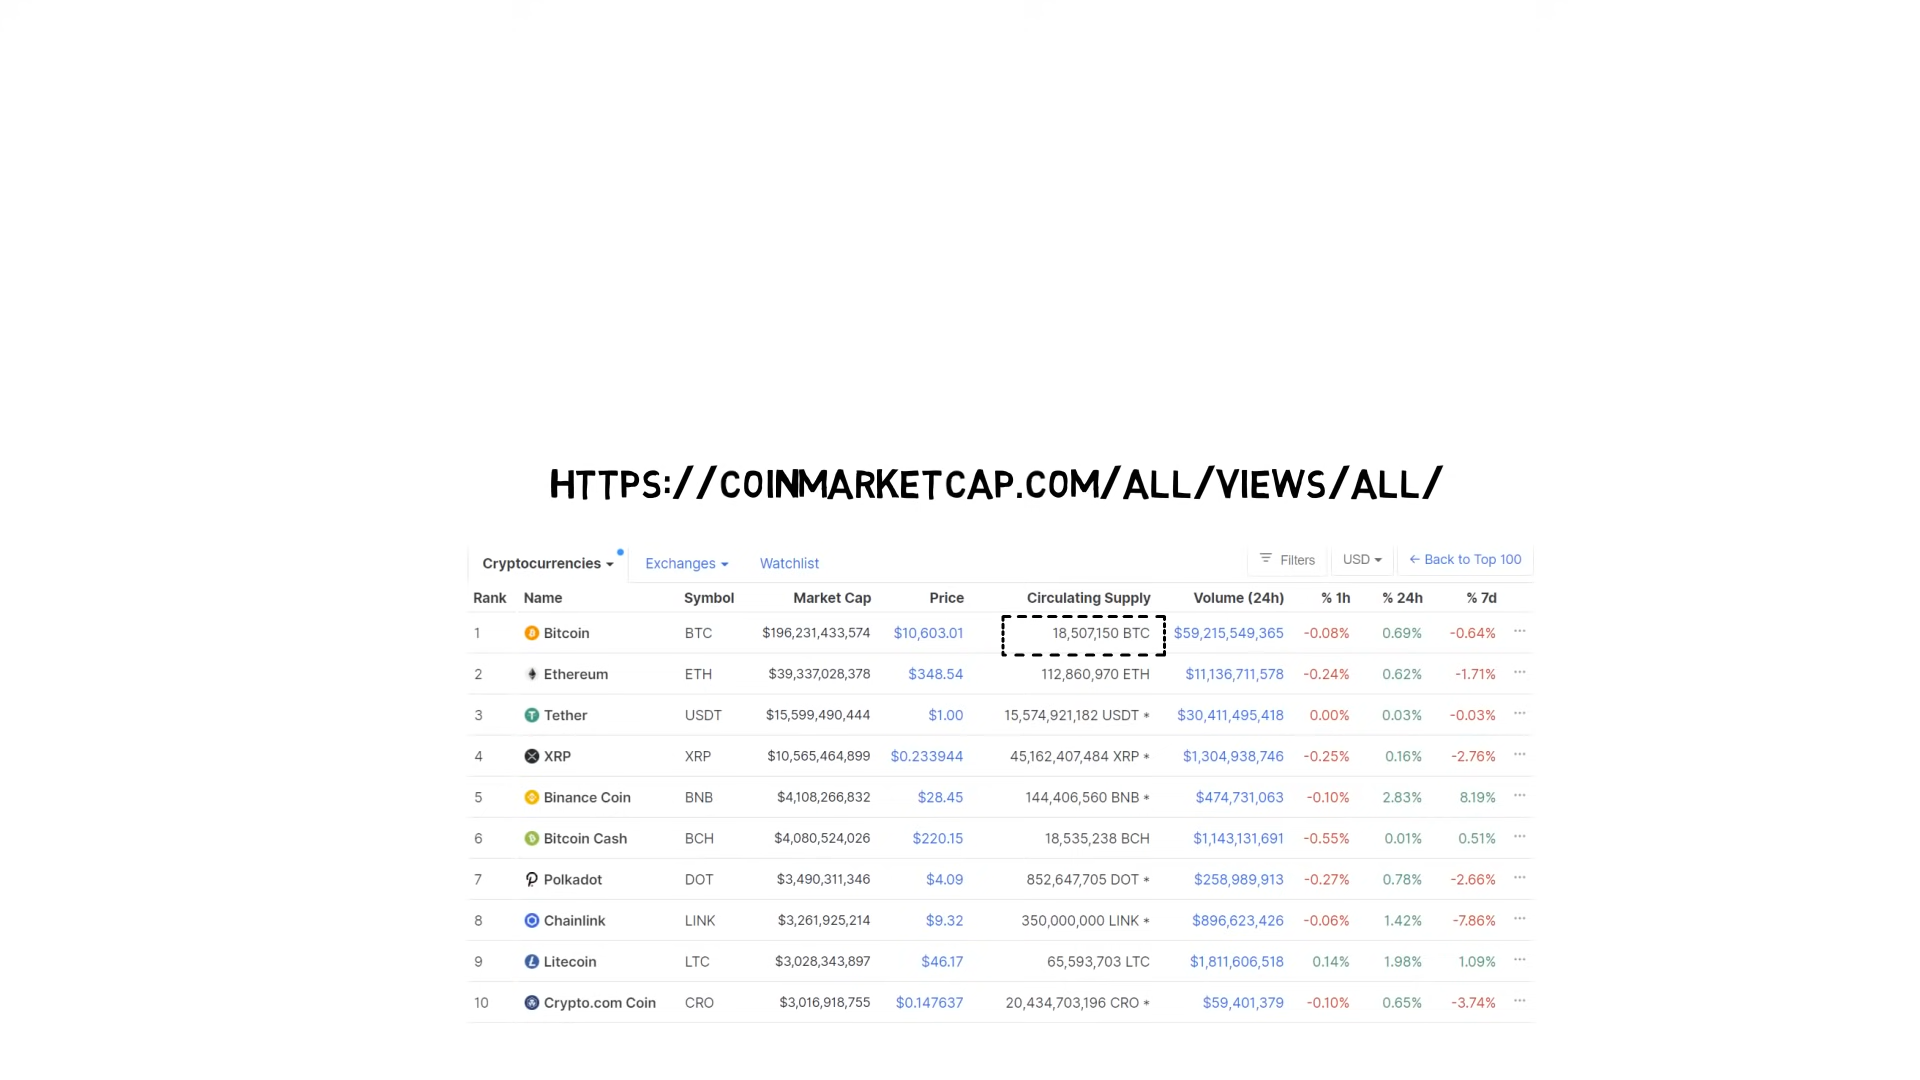 HTTPS://COINMARKETCAP.COM/ALL/VIEWS/ALL/
Cryptocurrencies Exchanges Watchlist Filters USD ← Back to Top 100
Rank Name Symbol Market Cap Price Circulating Supply Volume (24h) % 1h % 24h % 7d
1 Bitcoin BTC $196,231,433,574 $10,603.01 18,507,150 BTC $59,215,549,365 -0.08% 0.69% -0.64% ...
2 Ethereum ETH $39,337,028,378 $348.54 112,860,970 ETH $11,136,711,578 -0.24% 0.62% -1.71% ...
3 Tether USDT $15,599,490,444 $1.00 15,574,921,182 USDT * $30,411,495,418 0.00% 0.03% -0.03% ...
4 XRP XRP $10,565,464,899 $0.233944 45,162,407,484 XRP * $1,304,938,746 -0.25% 0.16% -2.76% ...
5 Binance Coin BNB $4,108,266,832 $28.45 144,406,560 BNB * $474,731,063 -0.10% 2.83% 8.19% ...
6 Bitcoin Cash BCH $4,080,524,026 $220.15 18,535,238 BCH $1,143,131,691 -0.55% 0.01% 0.51% ...
7 Polkadot DOT $3,490,311,346 $4.09 852,647,705 DOT * $258,989,913 -0.27% 0.78% -2.66% ...
8 Chainlink LINK $3,261,925,214 $9.32 350,000,000 LINK * $896,623,426 -0.06% 1.42% -7.86% ...
9 Litecoin LTC $3,028,343,897 $46.17 65,593,703 LTC $1,811,606,518 0.14% 1.98% 1.09% ...
10 Crypto.com Coin CRO $3,016,918,755 $0.147637 20,434,703,196 CRO * $59,401,379 -0.10% 0.65% -3.74% ...